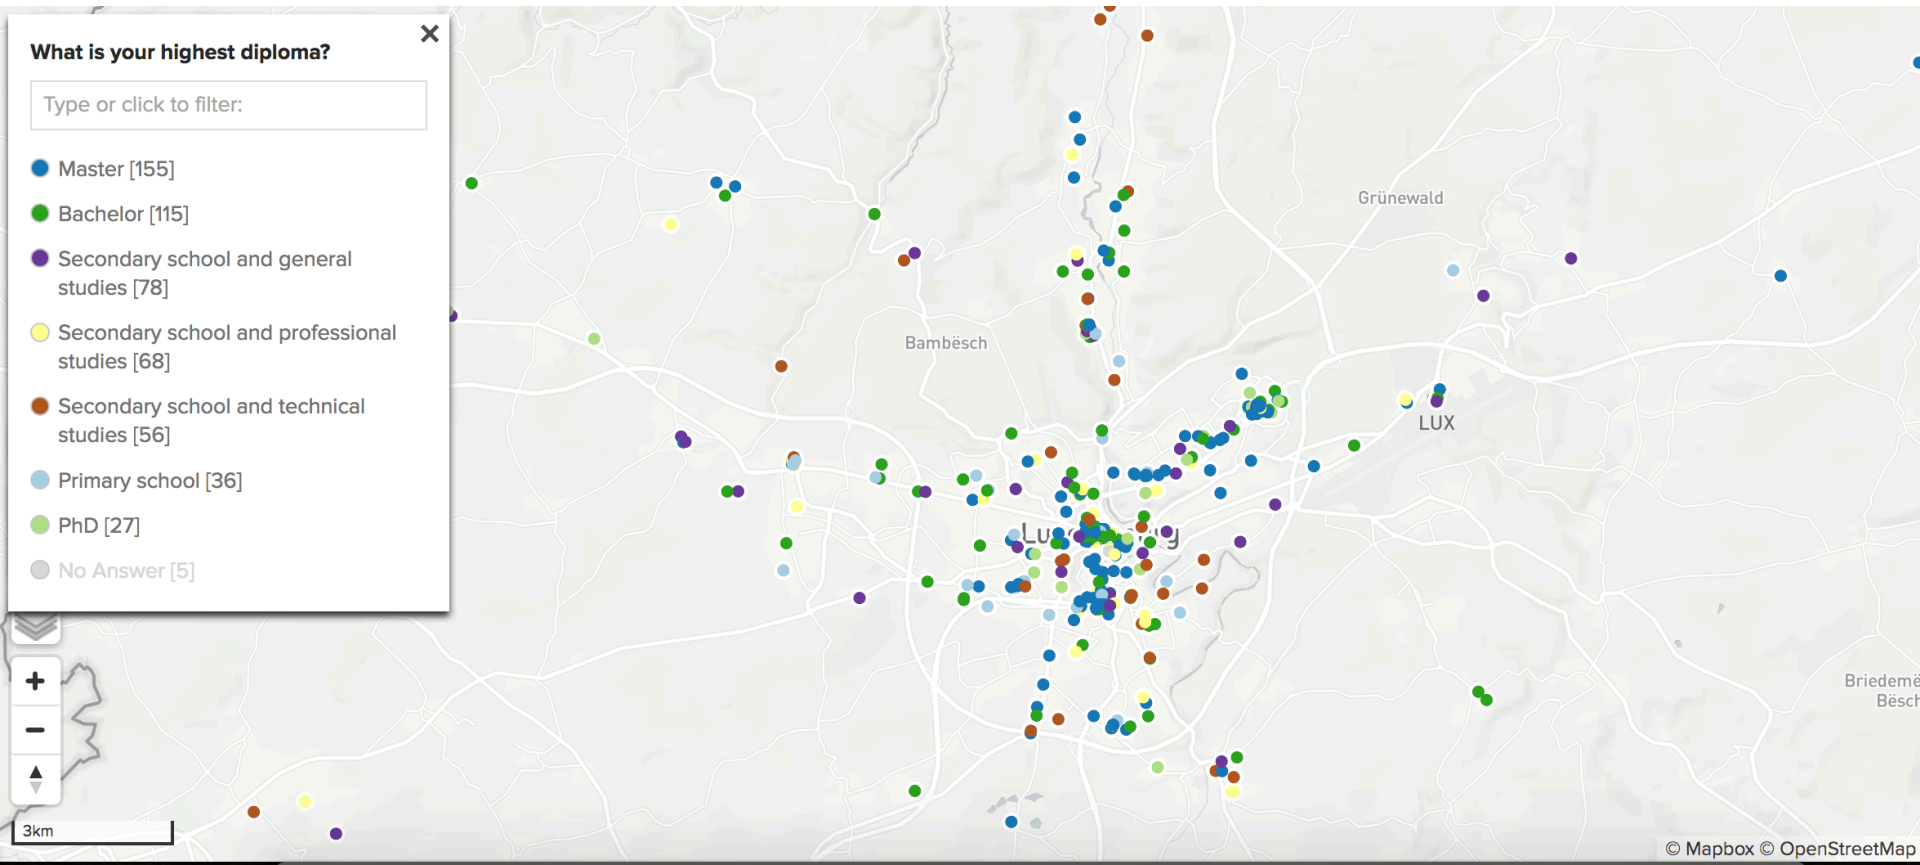 What is your highest diploma?
Type or click to filter:
Master [155]
Bachelor [115]
Secondary school and general
studies [78]
Secondary school and professional
studies [68]
Secondary school and technical
studies [56]
Primary school [36]
PhD [27]
No Answer [5]
3km
Grünewald
Bambësch
LUX
Briedemë
Bësch
© Mapbox © OpenStreetMap